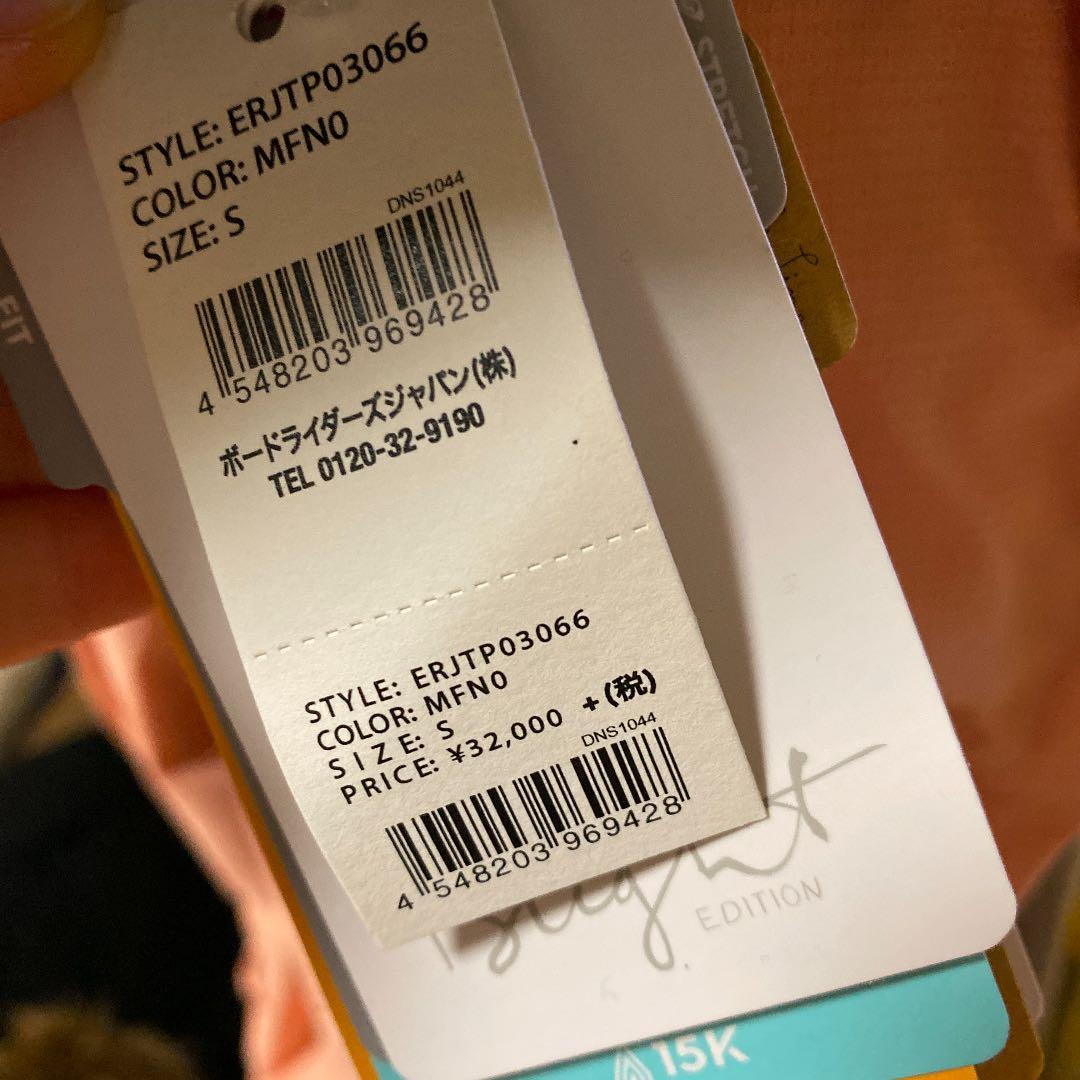 STYLE: ERJTP03066
COLOR: MFN0
SIZE: S
DNS1044
4 548203 969428
ボードライダーズジャパン(株)
TEL 0120-32-9190
STYLE: ERJTP03066
COLOR: MFN0
SIZE: S
PRICE: ¥32,000 +(税)
DNS1044
4 548203 969428
EDITION
15K
FIT
STRETCH